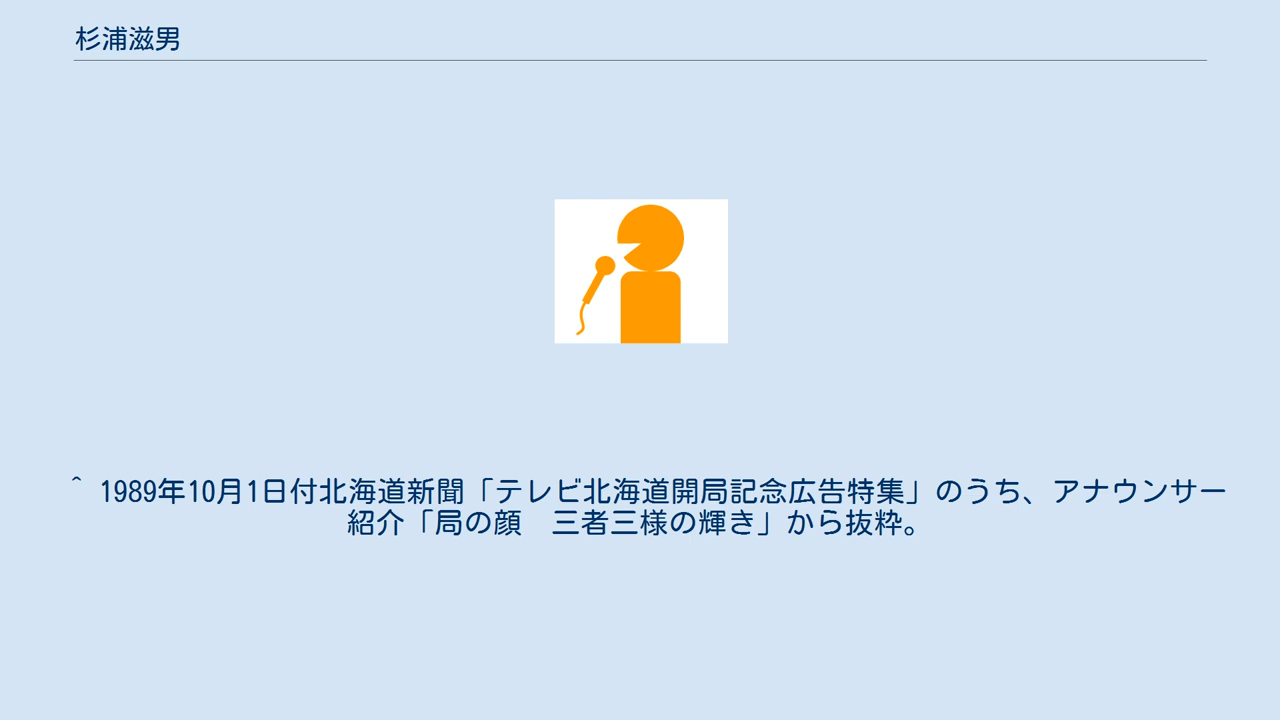 杉浦滋男
^ 1989年10月1日付北海道新聞「テレビ北海道開局記念広告特集」のうち、アナウンサー
紹介「局の顔　三者三様の輝き」から抜粋。